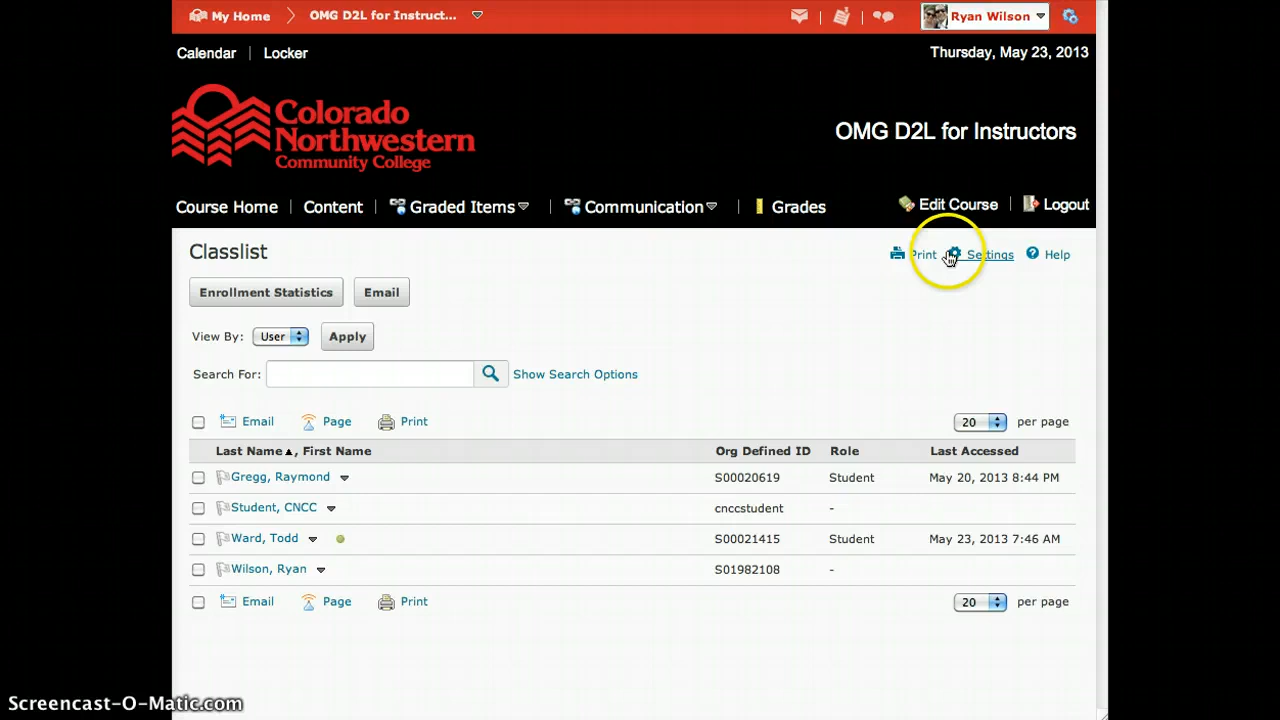 My Home OMG D2L for Instruct... Ryan Wilson
Calendar | Locker Thursday, May 23, 2013
Colorado
Northwestern
Community College
OMG D2L for Instructors
Course Home | Content | Graded Items | Communication | Grades Edit Course | Logout
Classlist Print Settings Help
Enrollment Statistics Email
View By: User Apply
Search For: Show Search Options
Email Page Print 20 per page
Last Name ▲, First Name Org Defined ID Role Last Accessed
Gregg, Raymond S00020619 Student May 20, 2013 8:44 PM
Student, CNCC cnccstudent -
Ward, Todd S00021415 Student May 23, 2013 7:46 AM
Wilson, Ryan S01982108 -
Email Page Print 20 per page
Screencast-O-Matic.com